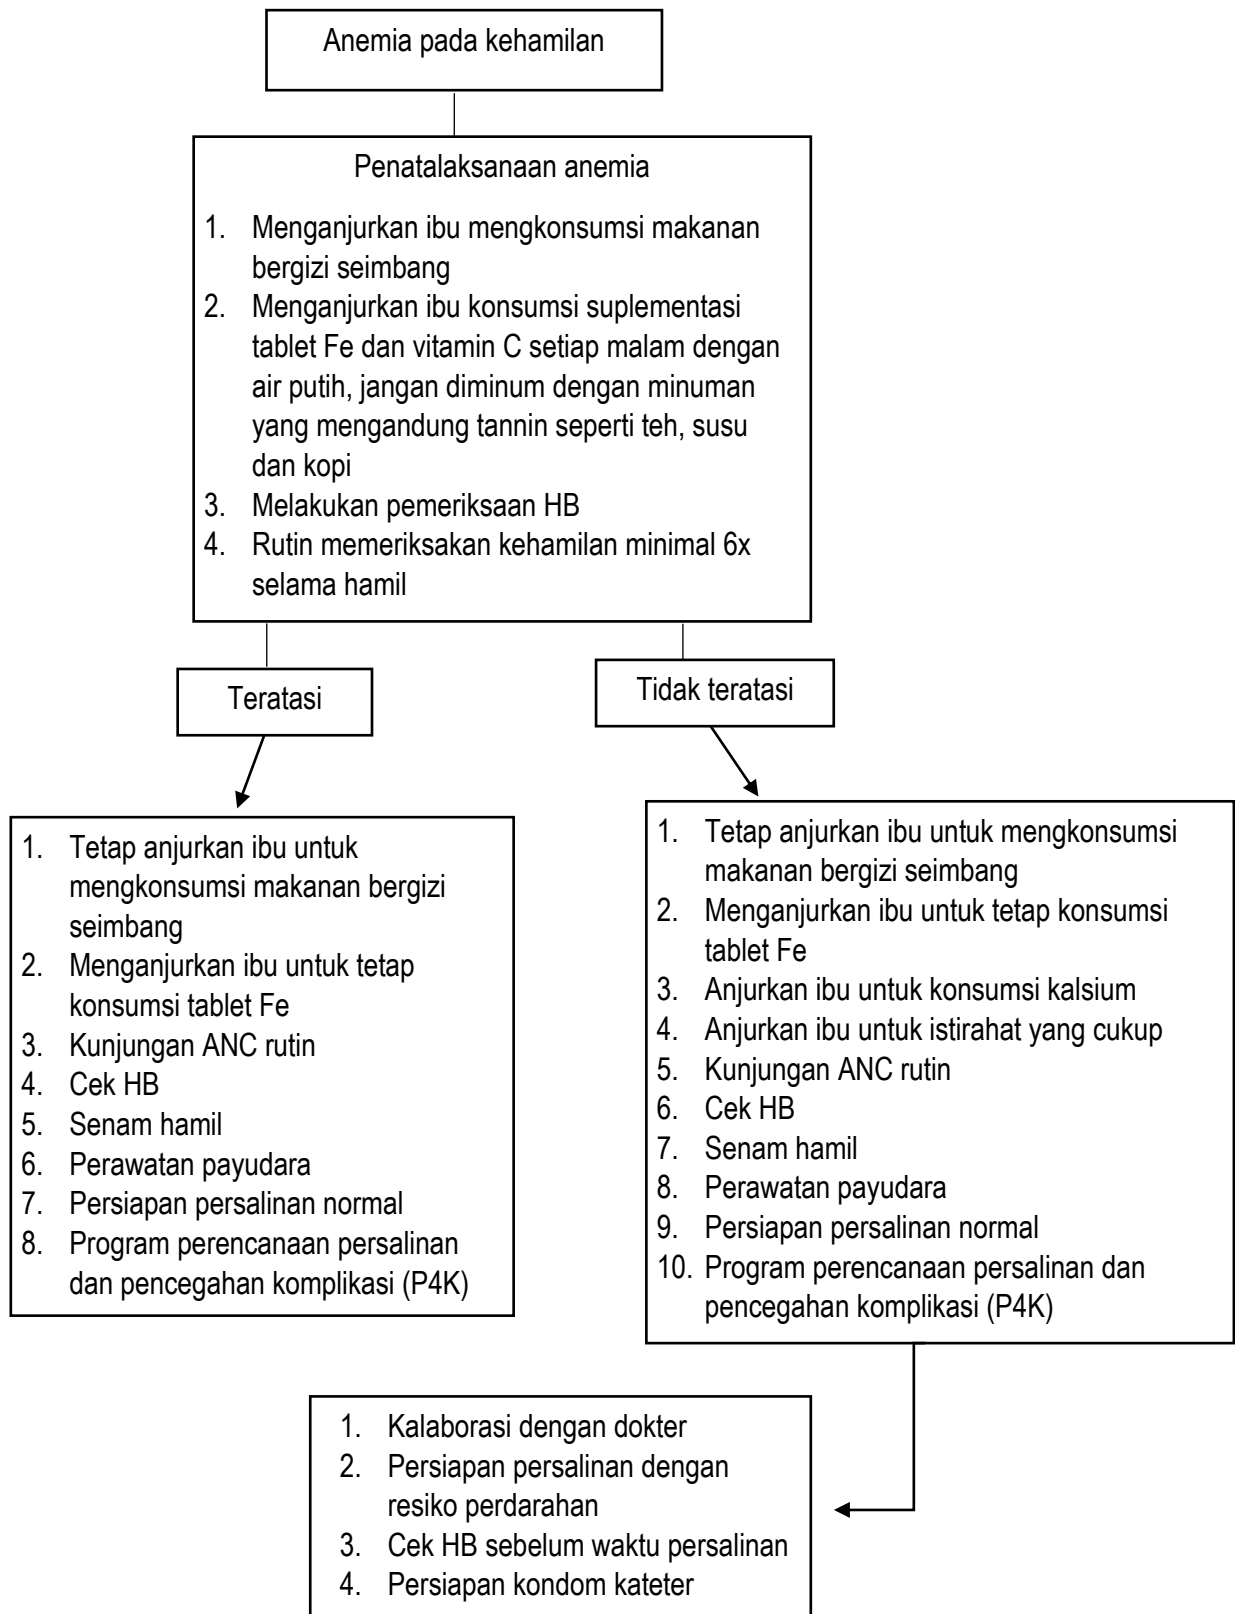 Anemia pada kehamilan
Penatalaksanaan anemia
1. Menganjurkan ibu mengkonsumsi makanan
bergizi seimbang
2. Menganjurkan ibu konsumsi suplementasi
tablet Fe dan vitamin C setiap malam dengan
air putih, jangan diminum dengan minuman
yang mengandung tannin seperti teh, susu
dan kopi
3. Melakukan pemeriksaan HB
4. Rutin memeriksakan kehamilan minimal 6x
selama hamil
Teratasi
Tidak teratasi
1. Tetap anjurkan ibu untuk
mengkonsumsi makanan bergizi
seimbang
2. Menganjurkan ibu untuk tetap
konsumsi tablet Fe
3. Kunjungan ANC rutin
4. Cek HB
5. Senam hamil
6. Perawatan payudara
7. Persiapan persalinan normal
8. Program perencanaan persalinan
dan pencegahan komplikasi (P4K)
1. Tetap anjurkan ibu untuk mengkonsumsi
makanan bergizi seimbang
2. Menganjurkan ibu untuk tetap konsumsi
tablet Fe
3. Anjurkan ibu untuk konsumsi kalsium
4. Anjurkan ibu untuk istirahat yang cukup
5. Kunjungan ANC rutin
6. Cek HB
7. Senam hamil
8. Perawatan payudara
9. Persiapan persalinan normal
10. Program perencanaan persalinan dan
pencegahan komplikasi (P4K)
1. Kalaborasi dengan dokter
2. Persiapan persalinan dengan
resiko perdarahan
3. Cek HB sebelum waktu persalinan
4. Persiapan kondom kateter